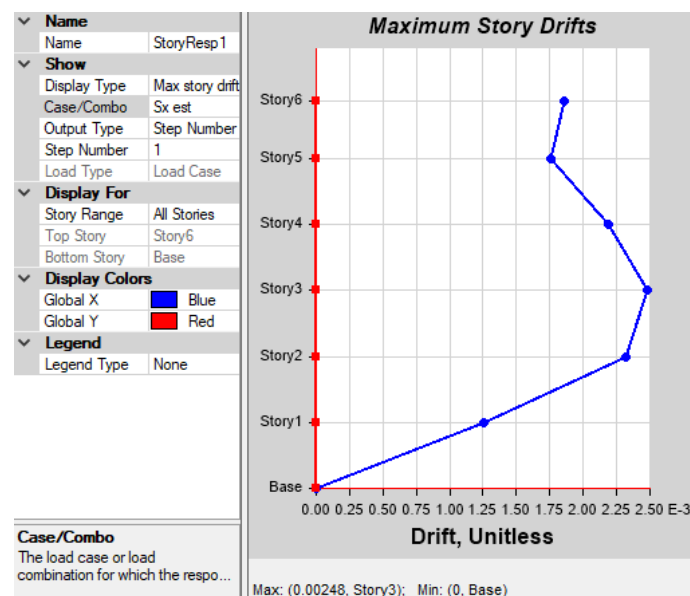 Name
Name StoryResp1
Show
Display Type Max story drift
Case/Combo Sx est
Output Type Step Number
Step Number 1
Load Type Load Case
Display For
Story Range All Stories
Top Story Story6
Bottom Story Base
Display Colors
Global X Blue
Global Y Red
Legend
Legend Type None
Case/Combo
The load case or load
combination for which the respo...
Maximum Story Drifts
Story6
Story5
Story4
Story3
Story2
Story1
Base
0.00 0.25 0.50 0.75 1.00 1.25 1.50 1.75 2.00 2.25 2.50 E-3
Drift, Unitless
Max: (0.00248, Story3); Min: (0, Base)